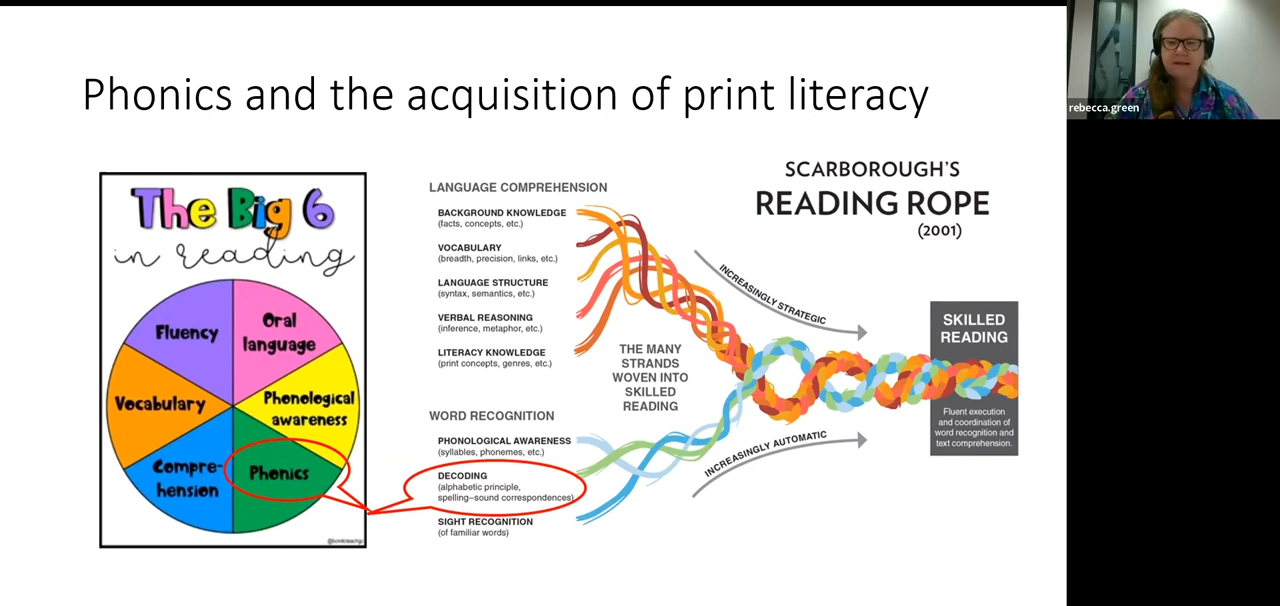 Phonics and the acquisition of print literacy
rebecca.green
The Big 6
in reading
Fluency
Oral
language
Vocabulary
Phonological
awareness
Compre-
hension
Phonics
LANGUAGE COMPREHENSION
BACKGROUND KNOWLEDGE
(facts, concepts, etc.)
VOCABULARY
(breadth, precision, links, etc.)
LANGUAGE STRUCTURE
(syntax, semantics, etc.)
VERBAL REASONING
(inference, metaphor, etc.)
LITERACY KNOWLEDGE
(print concepts, genres, etc.)
WORD RECOGNITION
PHONOLOGICAL AWARENESS
(syllables, phonemes, etc.)
DECODING
(alphabetic principle,
spelling–sound correspondences)
SIGHT RECOGNITION
(of familiar words)
THE MANY
STRANDS
WOVEN INTO
SKILLED
READING
SCARBOROUGH'S
READING ROPE
(2001)
INCREASINGLY STRATEGIC
INCREASINGLY AUTOMATIC
SKILLED
READING
Fluent execution
and coordination of
word recognition and
text comprehension.